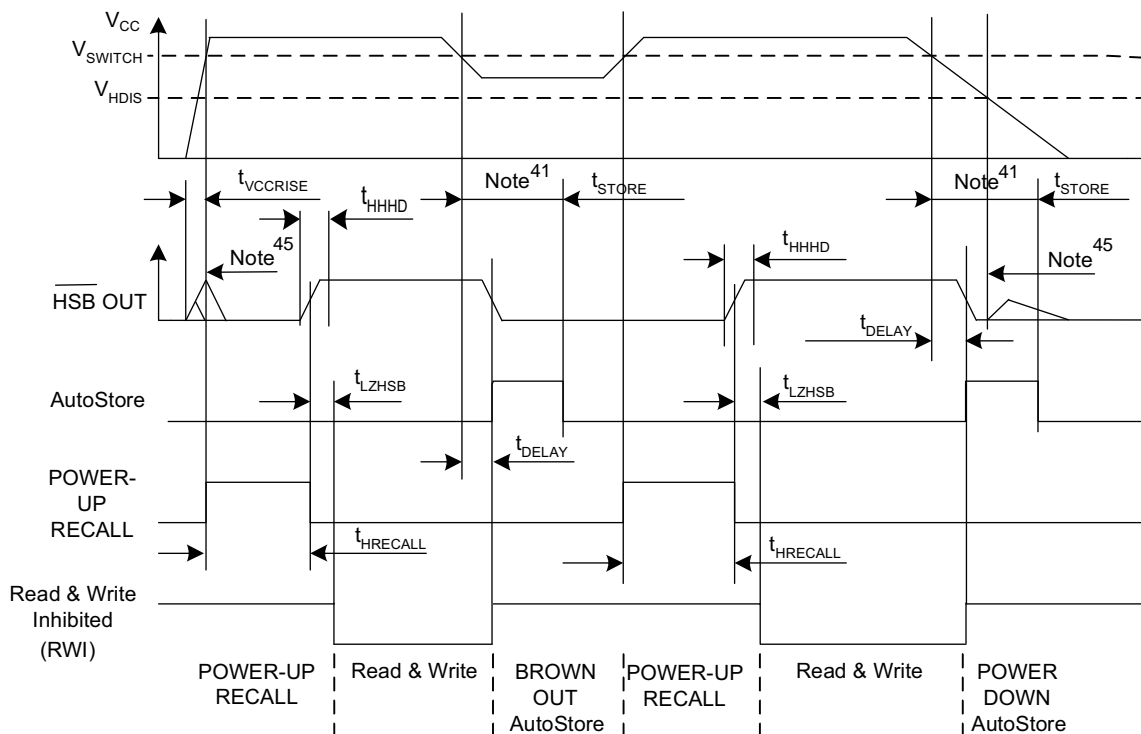 VCC
VSWITCH
VHDIS
tVCCRISE
tHHHD
Note41
tSTORE
Note41
tSTORE
Note45
tHHHD
Note45
HSB OUT
tDELAY
tLZHSB
tLZHSB
AutoStore
tDELAY
POWER-
UP
RECALL
tHRECALL
tHRECALL
Read & Write
Inhibited
(RWI)
POWER-UP
RECALL
Read & Write
BROWN
OUT
AutoStore
POWER-UP
RECALL
Read & Write
POWER
DOWN
AutoStore